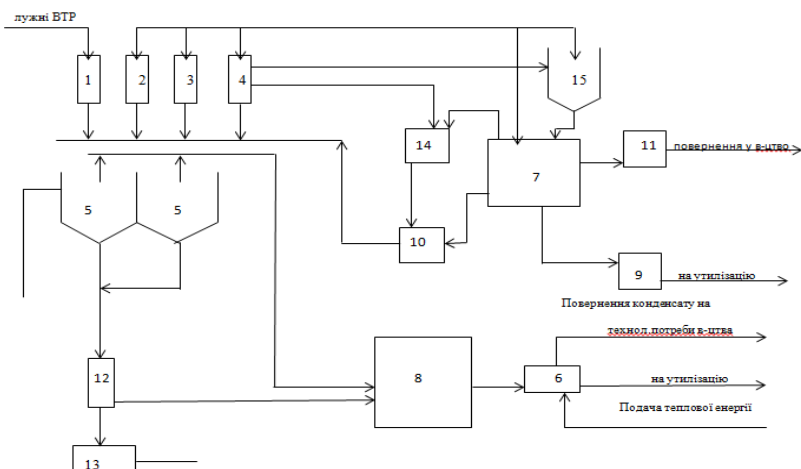 лужні ВТР
1
2
3
4
15
14
11
повернення у в-цтво
7
5
5
10
9
на утилізацію
Повернення конденсату на
технол.потреби в-цтва
8
6
на утилізацію
12
Подача теплової енергії
13